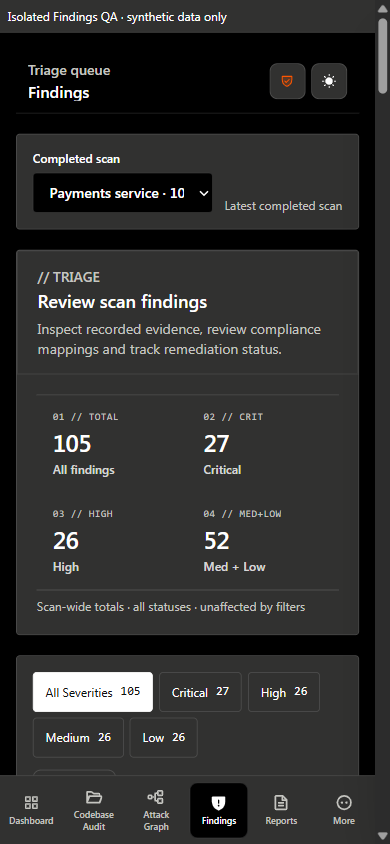 Isolated Findings QA · synthetic data only
Triage queue
Findings
Completed scan
Payments service · 10
Latest completed scan
// TRIAGE
Review scan findings
Inspect recorded evidence, review compliance
mappings and track remediation status.
01 // TOTAL
105
All findings
02 // CRIT
27
Critical
03 // HIGH
26
High
04 // MED+LOW
52
Med + Low
Scan-wide totals · all statuses · unaffected by filters
All Severities 105
Critical 27
High 26
Medium 26
Low 26
Dashboard
Codebase
Audit
Attack
Graph
Findings
Reports
More